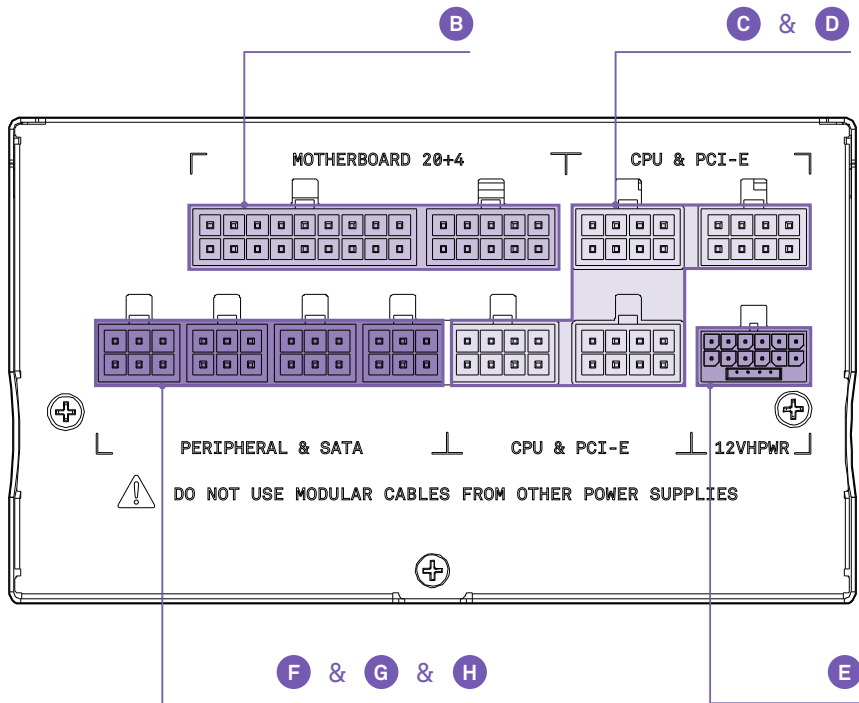 B C & D
MOTHERBOARD 20+4 CPU & PCI-E
PERIPHERAL & SATA CPU & PCI-E 12VHPWR
DO NOT USE MODULAR CABLES FROM OTHER POWER SUPPLIES
F & G & H E